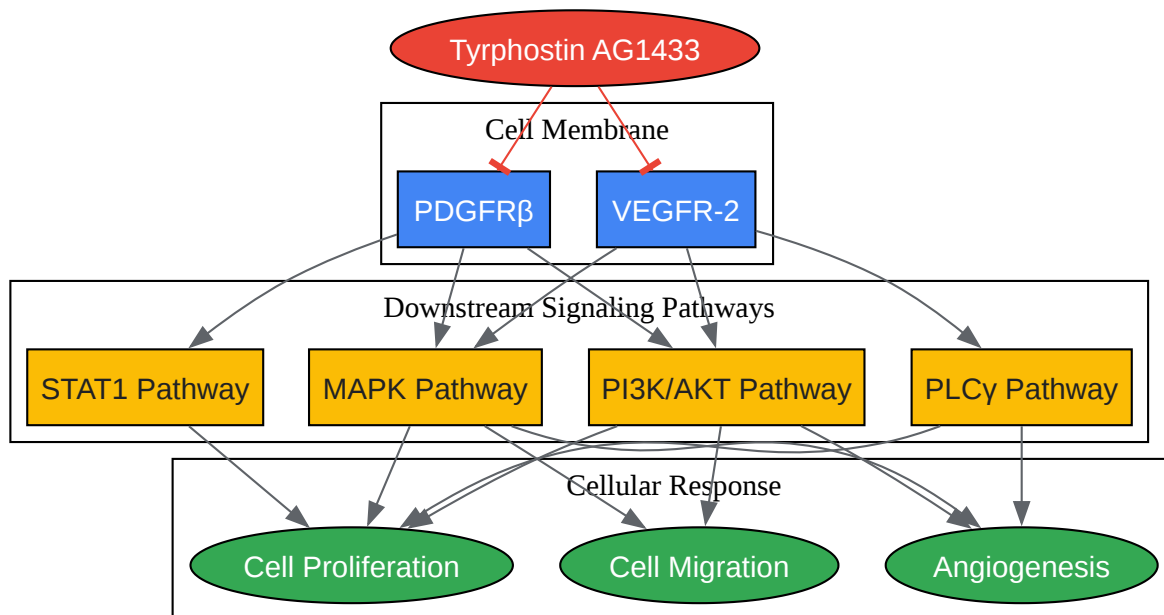 Tyrphostin AG1433
Cell Membrane
PDGFRβ
VEGFR-2
Downstream Signaling Pathways
STAT1 Pathway
MAPK Pathway
PI3K/AKT Pathway
PLCγ Pathway
Cellular Response
Cell Proliferation
Cell Migration
Angiogenesis